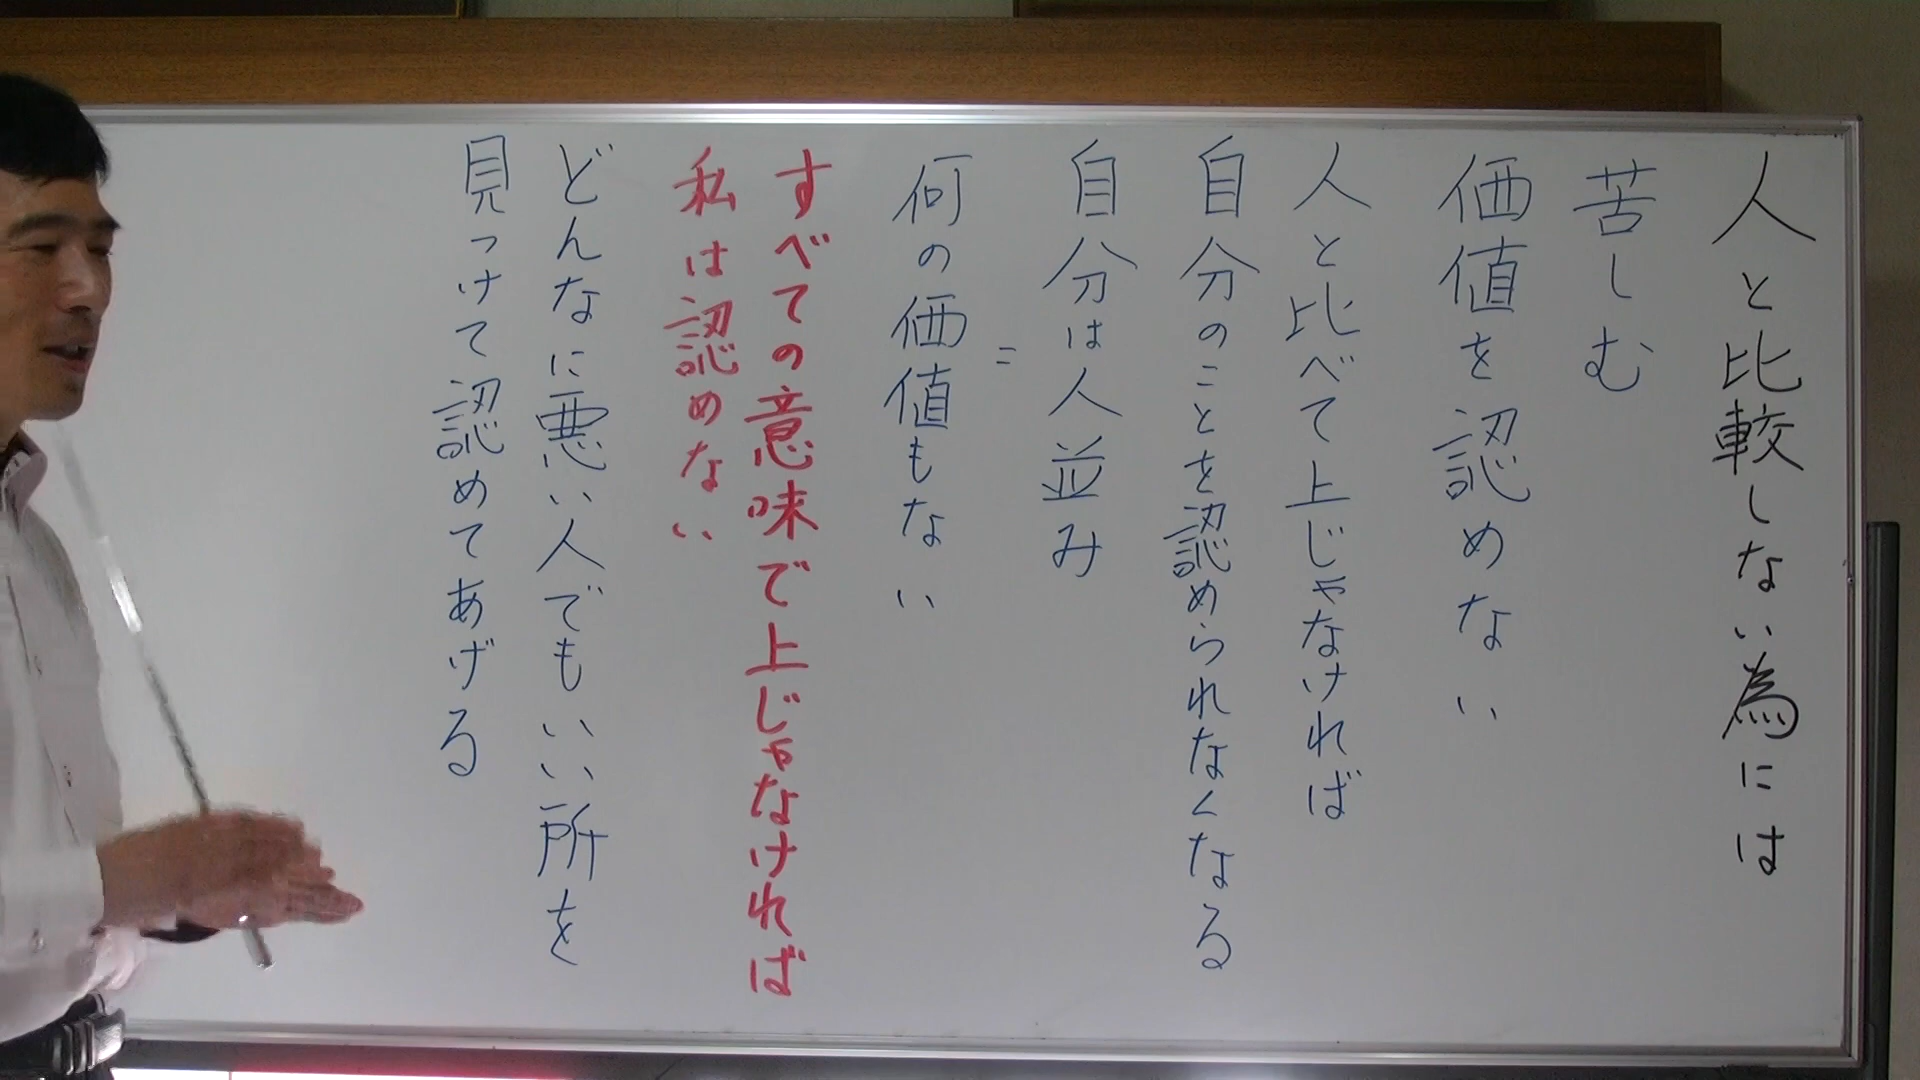 人と比較しない為には
苦しむ
価値を認めない
人と比べて上じゃなければ
自分のことを認められなくなる
自分は人並み
＝
何の価値もない
すべての意味で上じゃなければ
私は認めない
どんなに悪い人でもいい所を
見つけて認めてあげる